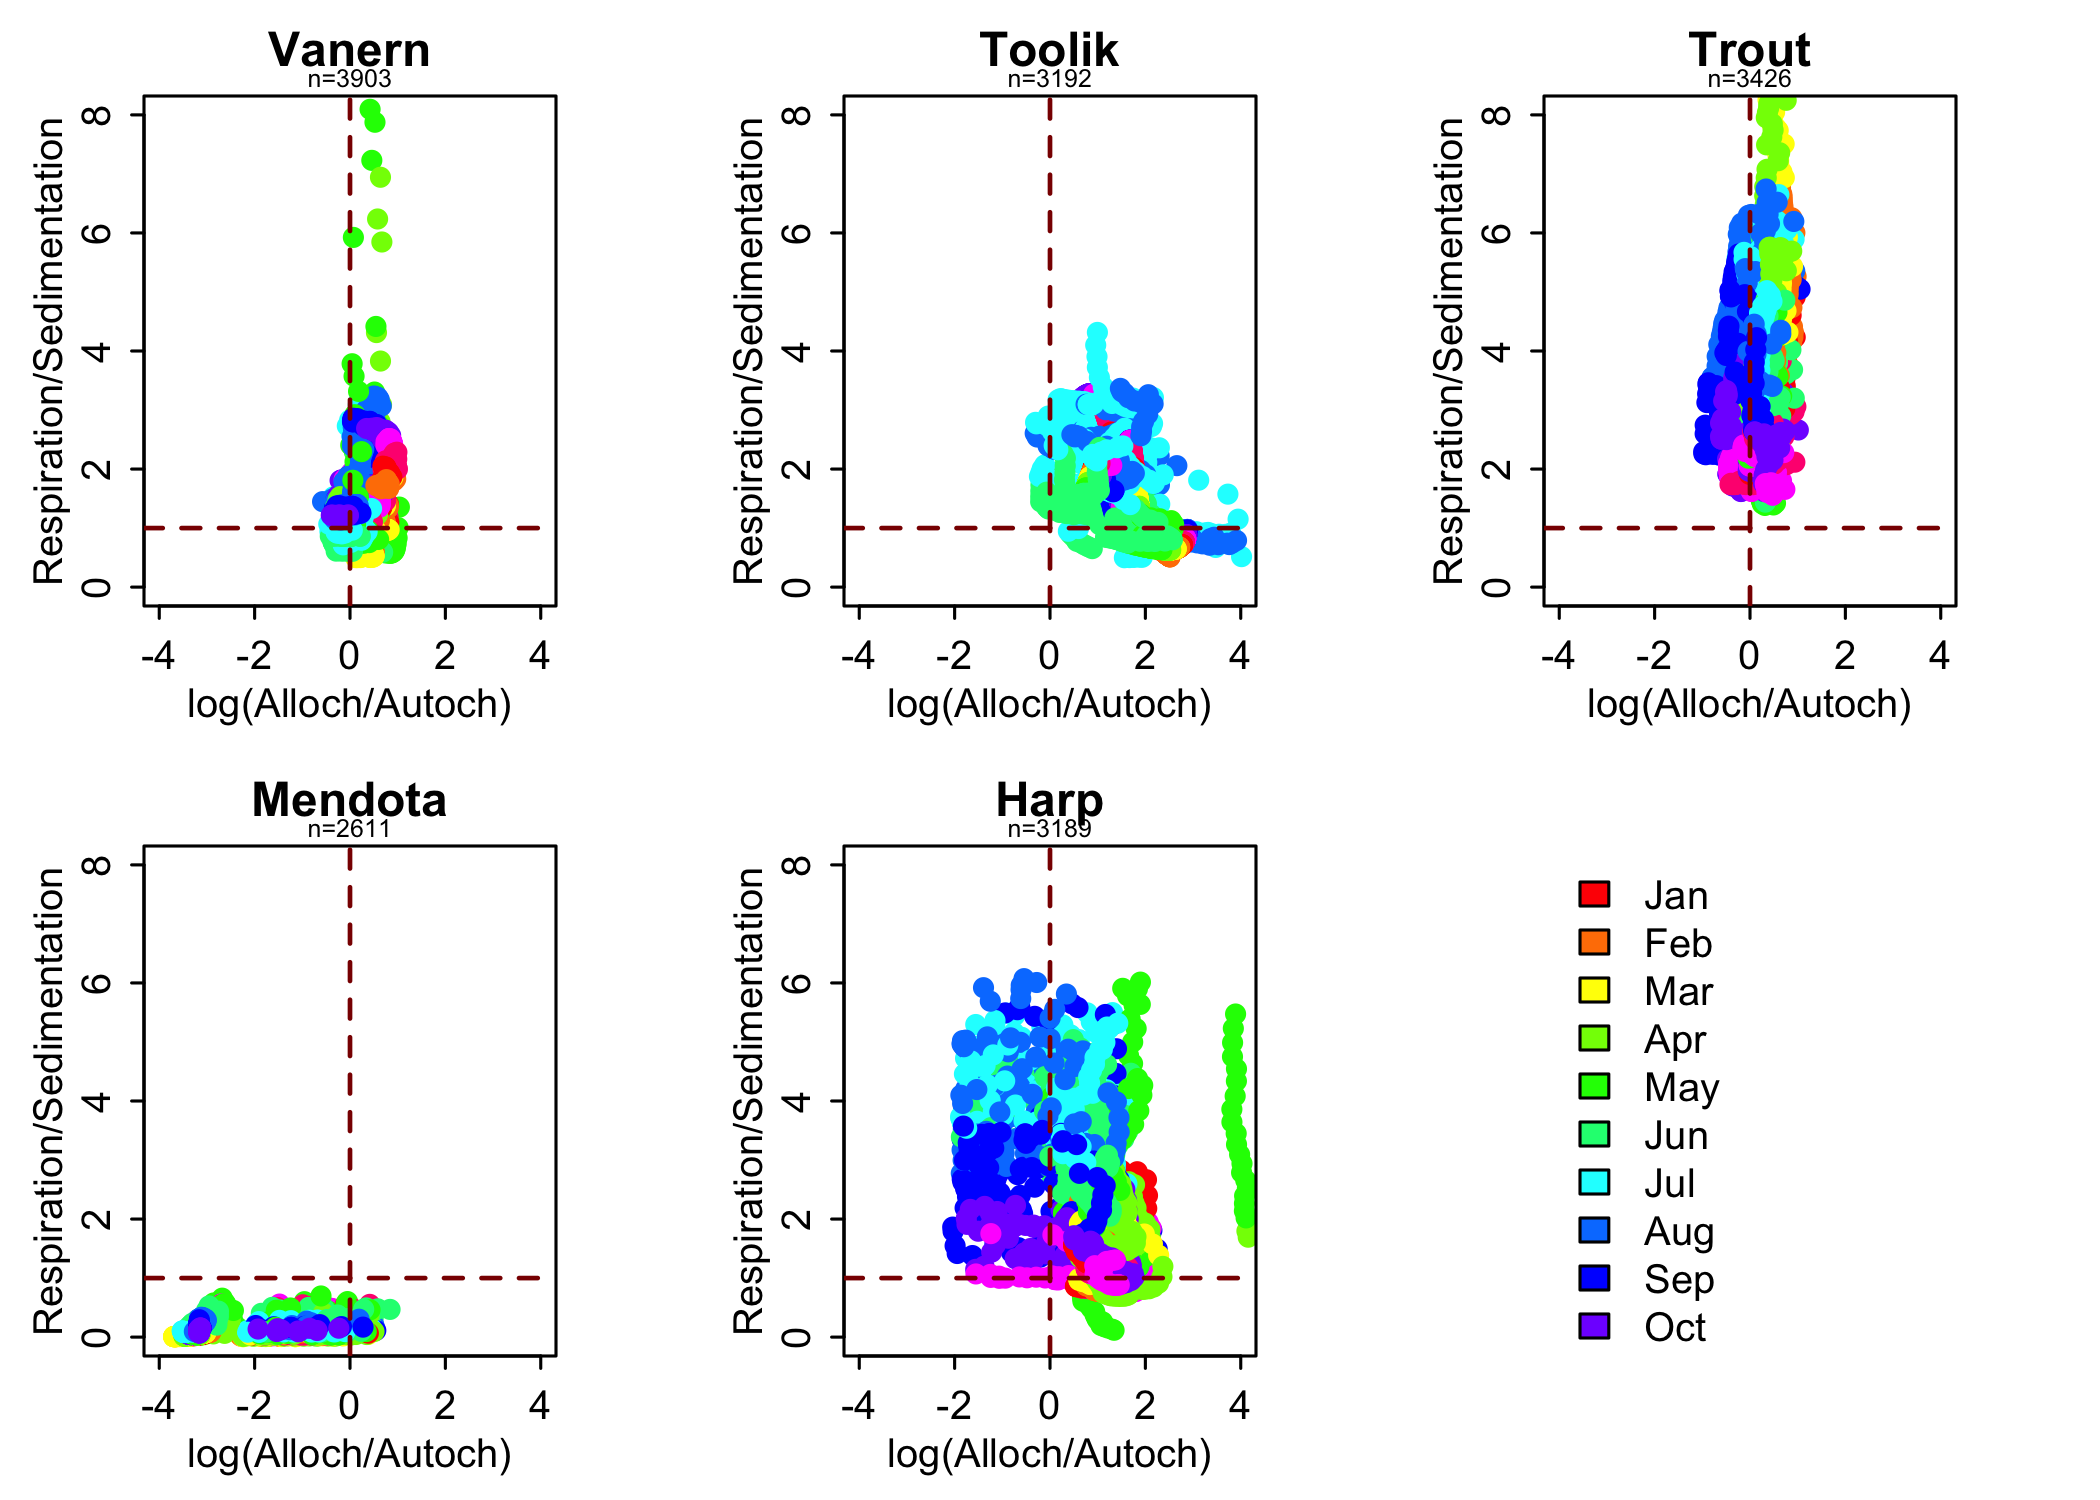 Vanern
n=3903
Respiration/Sedimentation
8
6
4
2
0
-4 -2 0 2 4
log(Alloch/Autoch)
Toolik
n=3192
Respiration/Sedimentation
8
6
4
2
0
-4 -2 0 2 4
log(Alloch/Autoch)
Trout
n=3426
Respiration/Sedimentation
8
6
4
2
0
-4 -2 0 2 4
log(Alloch/Autoch)
Mendota
n=2611
Respiration/Sedimentation
8
6
4
2
0
-4 -2 0 2 4
log(Alloch/Autoch)
Harp
n=3189
Respiration/Sedimentation
8
6
4
2
0
-4 -2 0 2 4
log(Alloch/Autoch)
Jan
Feb
Mar
Apr
May
Jun
Jul
Aug
Sep
Oct